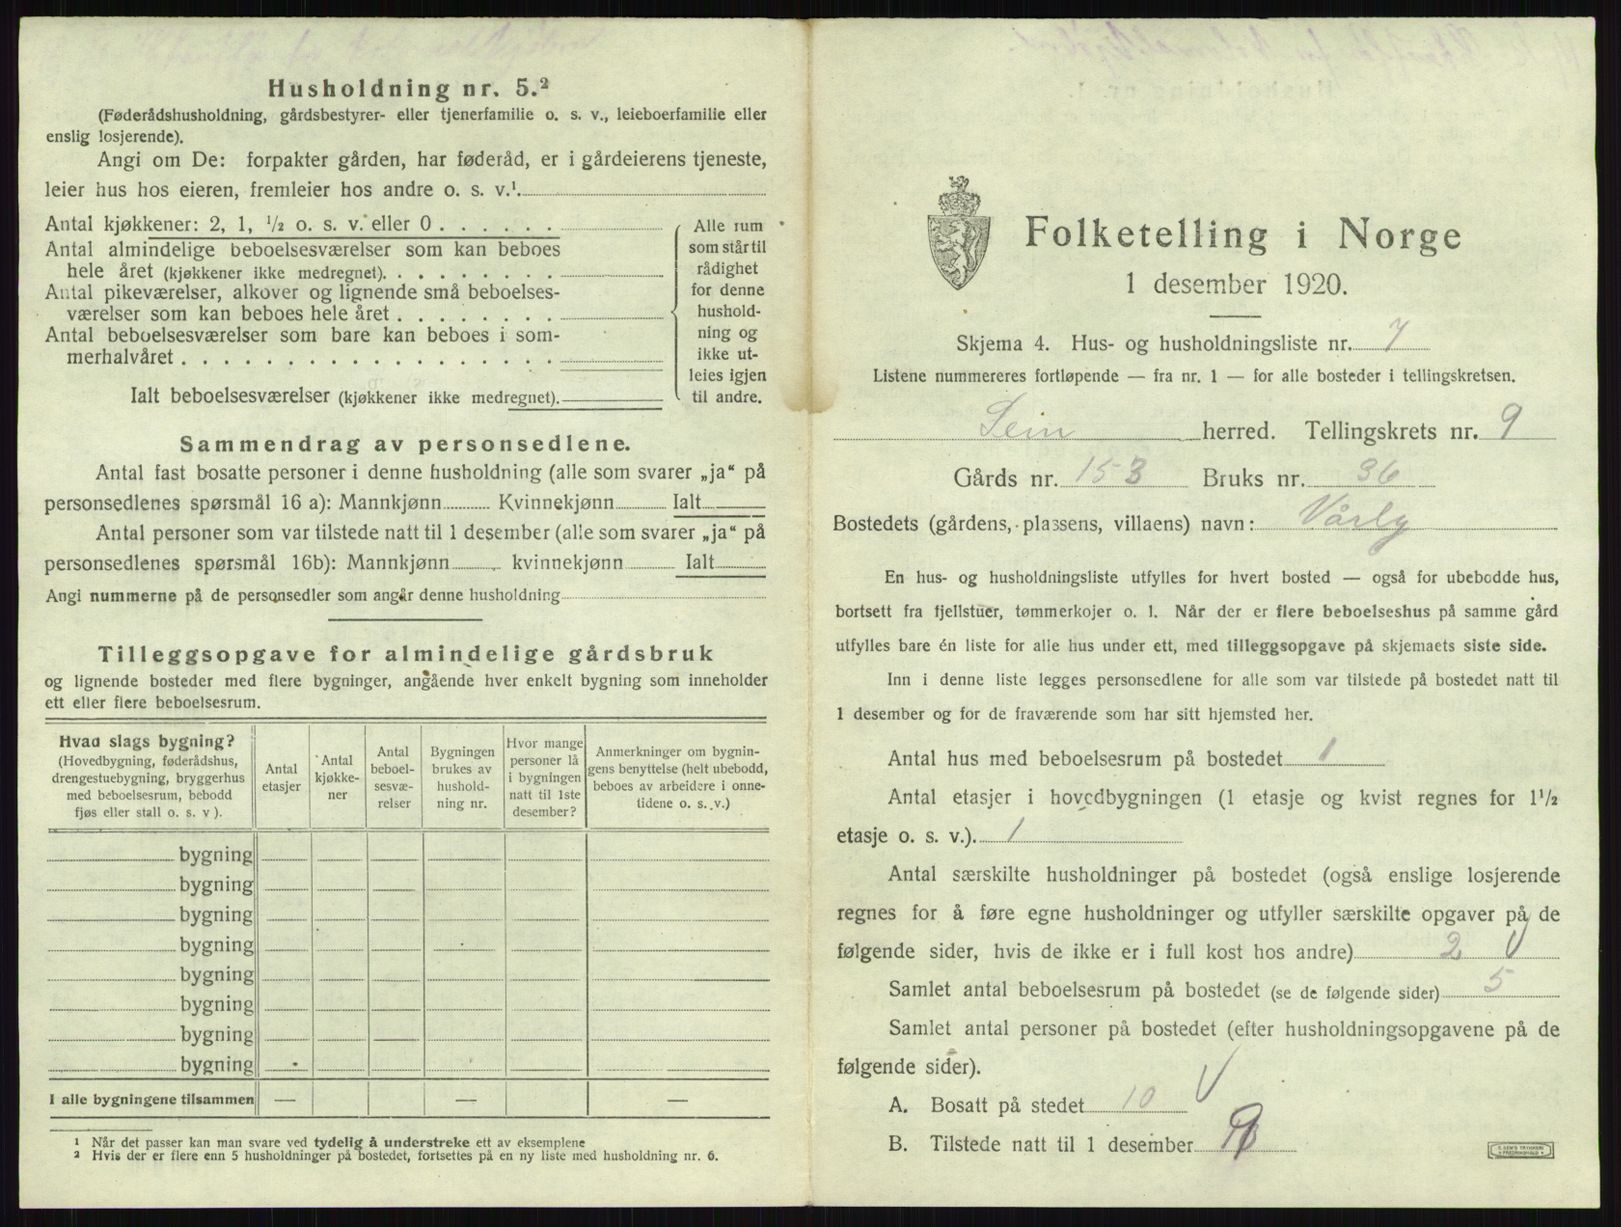 Husholdning nr. 5.²
(Føderådshusholdning, gårdsbestyrer- eller tjenerfamilie o. s. v., leieboerfamilie eller
enslig losjerende).
Angi om De: forpakter gården, har føderåd, er i gårdeierens tjeneste,
leier hus hos eieren, fremleier hos andre o. s. v.¹
Antal kjøkkener: 2, 1, ½ o. s. v. eller 0 . . . . . .
Antal almindelige beboelsesværelser som kan beboes
hele året (kjøkkener ikke medregnet). . . . . . . . .
Antal pikeværelser, alkover og lignende små beboelses-
værelser som kan beboes hele året . . . . . . . .
Antal beboelsesværelser som bare kan beboes i som-
merhalvåret . . . . . . . . . . . . . . . . . .
Ialt beboelsesværelser (kjøkkener ikke medregnet).
Alle rum
som står til
rådighet
for denne
hushold-
ning og
ikke ut-
leies igjen
til andre.
Sammendrag av personsedlene.
Antal fast bosatte personer i denne husholdning (alle som svarer „ja“ på
personsedlenes spørsmål 16 a): Mannkjønn Kvinnekjønn Ialt
Antal personer som var tilstede natt til 1 desember (alle som svarer „ja“ på
personsedlenes spørsmål 16b): Mannkjønn kvinnekjønn Ialt
Angi nummerne på de personsedler som angår denne husholdning
Tilleggsopgave for almindelige gårdsbruk
og lignende bosteder med flere bygninger, angående hver enkelt bygning som inneholder
ett eller flere beboelsesrum.
Hvad slags bygning?
(Hovedbygning, føderådshus,
drengestuebygning, bryggerhus
med beboelsesrum, bebodd
fjøs eller stall o. s. v).
Antal
etasjer
Antal
kjøkke-
ner
Antal
beboel-
sesvæ-
relser
Bygningen
brukes av
hushold-
ning nr.
Hvor mange
personer lå
i bygningen
natt til 1ste
desember?
Anmerkninger om bygnin-
gens benyttelse (helt ubebodd,
beboes av arbeidere i onne-
tidene o. s. v.)
bygning
bygning
bygning
bygning
bygning
bygning
bygning
bygning
I alle bygningene tilsammen — — —
¹ Når det passer kan man svare ved tydelig å understreke ett av eksemplene
² Hvis der er flere enn 5 husholdninger på bostedet, fortsettes på en ny liste med husholdning nr. 6.
Folketelling i Norge
1 desember 1920.
Skjema 4. Hus- og husholdningsliste nr. 7
Listene nummereres fortløpende — fra nr. 1 — for alle bosteder i tellingskretsen.
Sem herred. Tellingskrets nr. 9
Gårds nr. 153 Bruks nr. 36
Bostedets (gårdens, plassens, villaens) navn: Vårly
En hus- og husholdningsliste utfylles for hvert bosted — også for ubebodde hus,
bortsett fra fjellstuer, tømmerkojer o. l. Når der er flere beboelseshus på samme gård
utfylles bare én liste for alle hus under ett, med tilleggsopgave på skjemaets siste side.
Inn i denne liste legges personsedlene for alle som var tilstede på bostedet natt til
1 desember og for de fraværende som har sitt hjemsted her.
Antal hus med beboelsesrum på bostedet 1
Antal etasjer i hovedbygningen (1 etasje og kvist regnes for 1½
etasje o. s. v.). 1
Antal særskilte husholdninger på bostedet (også enslige losjerende
regnes for å føre egne husholdninger og utfyller særskilte opgaver på de
følgende sider, hvis de ikke er i full kost hos andre) 2
Samlet antal beboelsesrum på bostedet (se de følgende sider) 5
Samlet antal personer på bostedet (efter husholdningsopgavene på de
følgende sider).
A. Bosatt på stedet 10
B. Tilstede natt til 1 desember